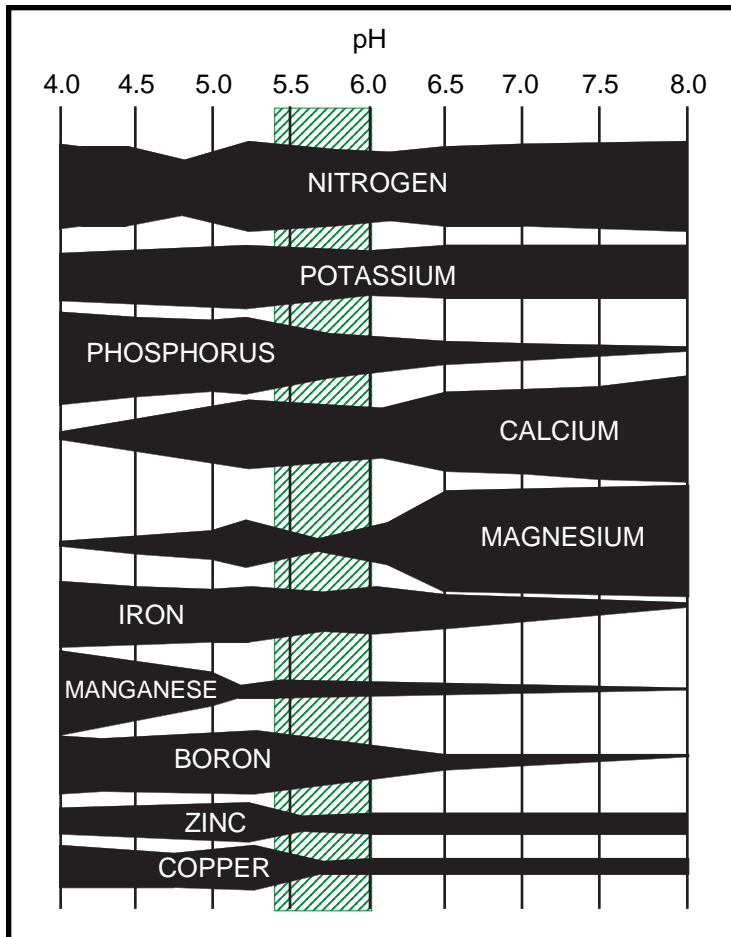 pH
4.0 4.5 5.0 5.5 6.0 6.5 7.0 7.5 8.0
NITROGEN
POTASSIUM
PHOSPHORUS
CALCIUM
MAGNESIUM
IRON
MANGANESE
BORON
ZINC
COPPER